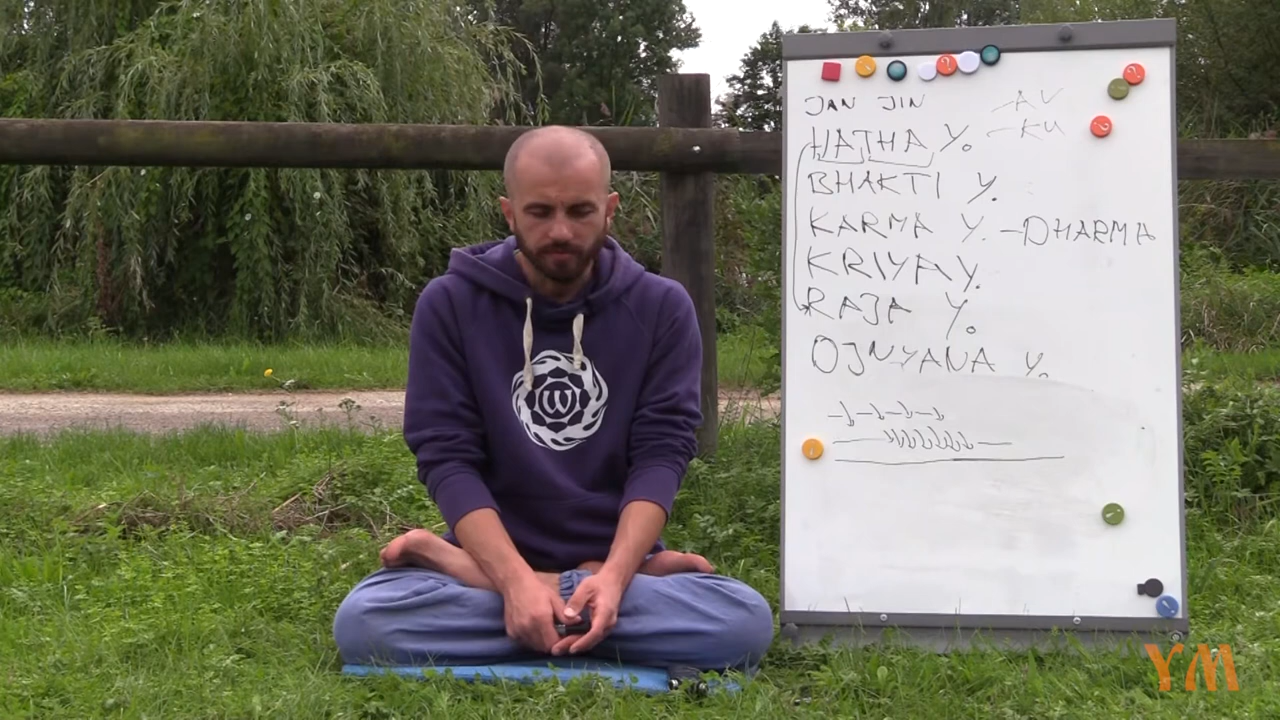 JAN JIN -AV
HATHA Y. -KU
BHAKTI Y.
KARMA Y. -DHARMA
KRIYA Y.
RAJA Y.
OJNYANA Y.
W
YM